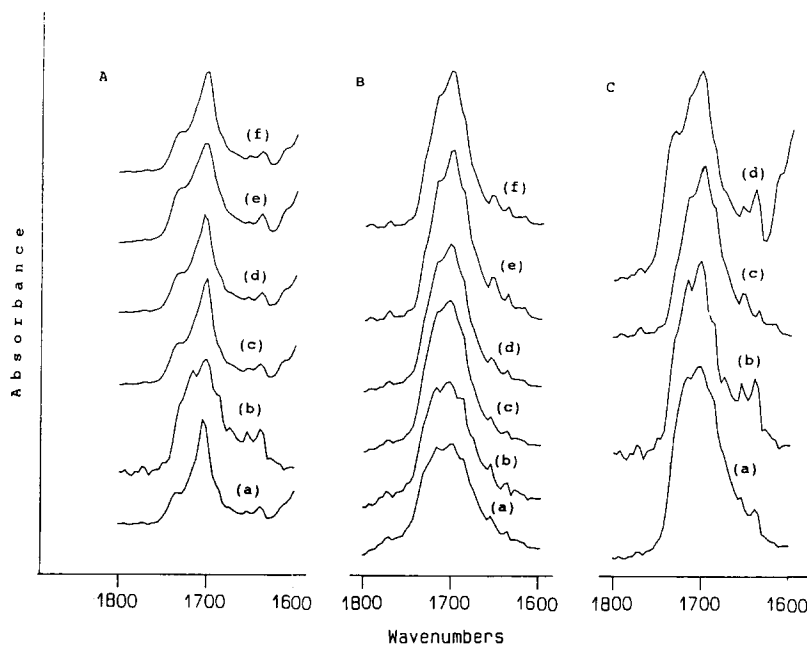 Absorbance
A
(f)
(e)
(d)
(c)
(b)
(a)
1800 1700 1600
B
(f)
(e)
(d)
(c)
(b)
(a)
1800 1700 1600
C
(d)
(c)
(b)
(a)
1800 1700 1600
Wavenumbers